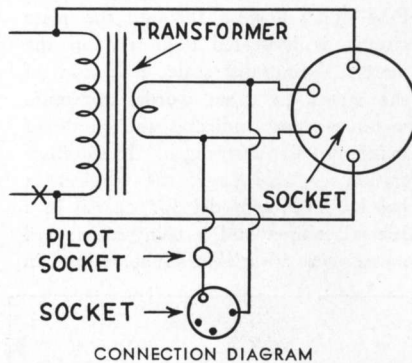 TRANSFORMER
SOCKET
PILOT
SOCKET
SOCKET
CONNECTION DIAGRAM